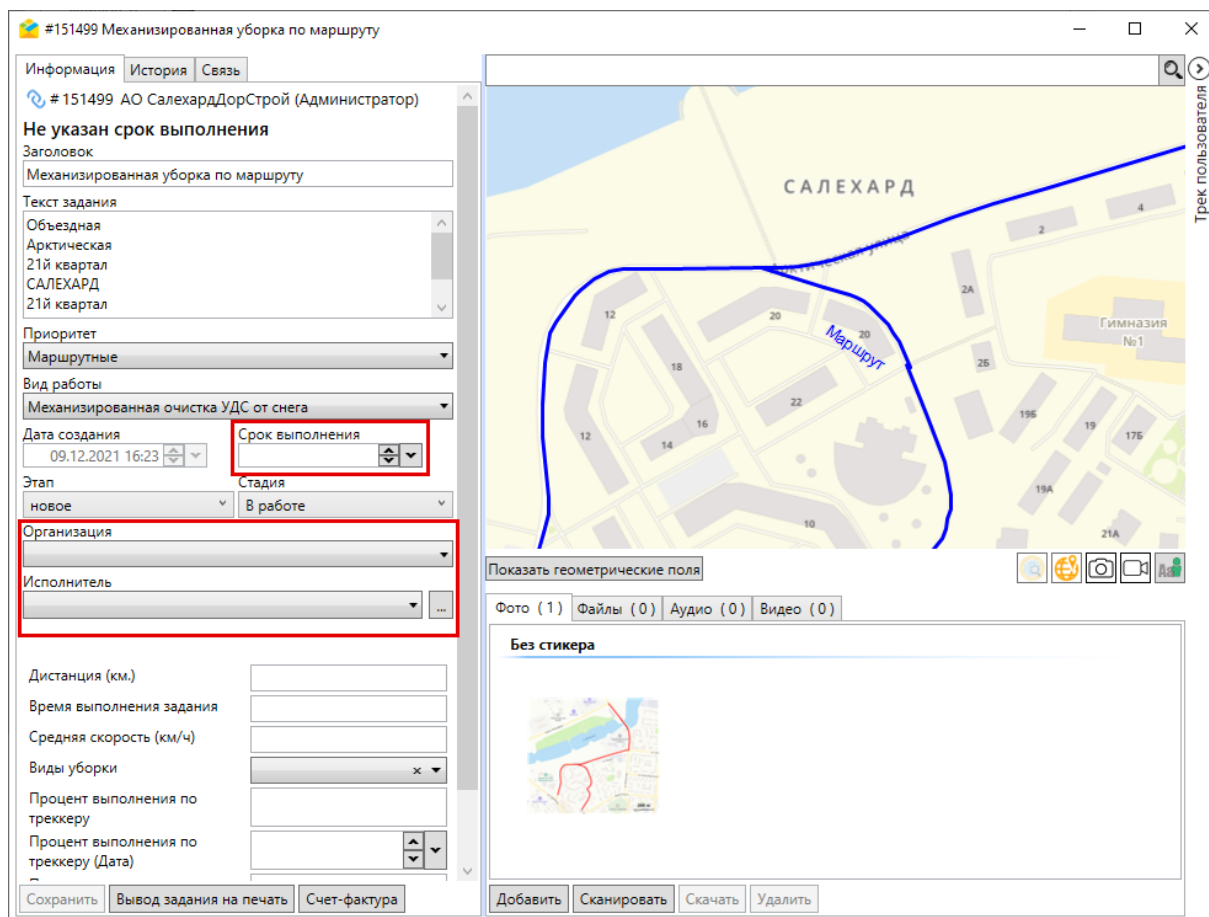 #151499 Механизированная уборка по маршруту
Информация История Связь
# 151499 АО СалехардДорСтрой (Администратор)
Не указан срок выполнения
Заголовок
Механизированная уборка по маршруту
Текст задания
Объездная
Арктическая
21й квартал
САЛЕХАРД
21й квартал
Приоритет
Маршрутные
Вид работы
Механизированная очистка УДС от снега
Дата создания Срок выполнения
09.12.2021 16:23
Этап Стадия
новое В работе
Организация
Исполнитель
...
Дистанция (км.)
Время выполнения задания
Средняя скорость (км/ч)
Виды уборки
Процент выполнения по
треккеру
Процент выполнения по
треккеру (Дата)
Сохранить Вывод задания на печать Счет-фактура
Трек пользователя
САЛЕХАРД
Арктическая улица
4
2
2А
Гимназия
№1
12
20
20
Маршрут
18
2Б
22
16
14
12
19Б
19
17Б
19А
10
21А
Показать геометрические поля
Фото (1) Файлы (0) Аудио (0) Видео (0)
Без стикера
Добавить Сканировать Скачать Удалить